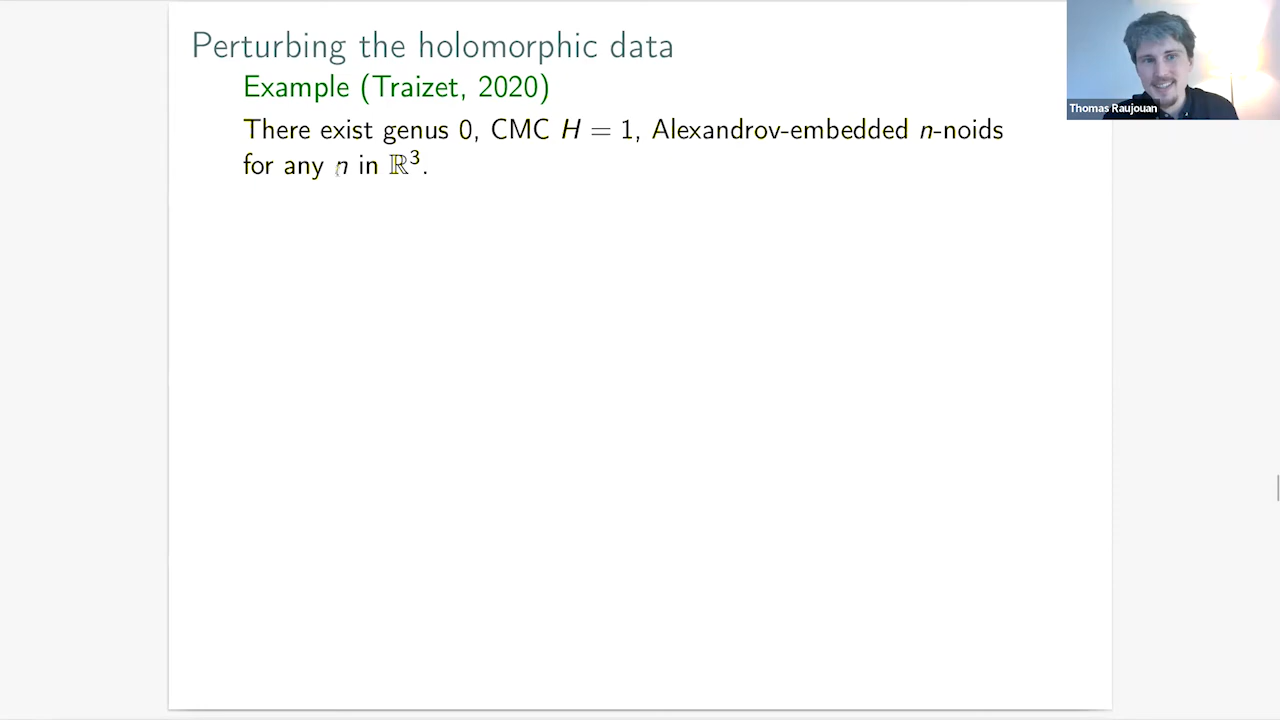 Perturbing the holomorphic data
Example (Traizet, 2020)
There exist genus 0, CMC H = 1, Alexandrov-embedded n-noids
for any n in ℝ³.
Thomas Raujouan